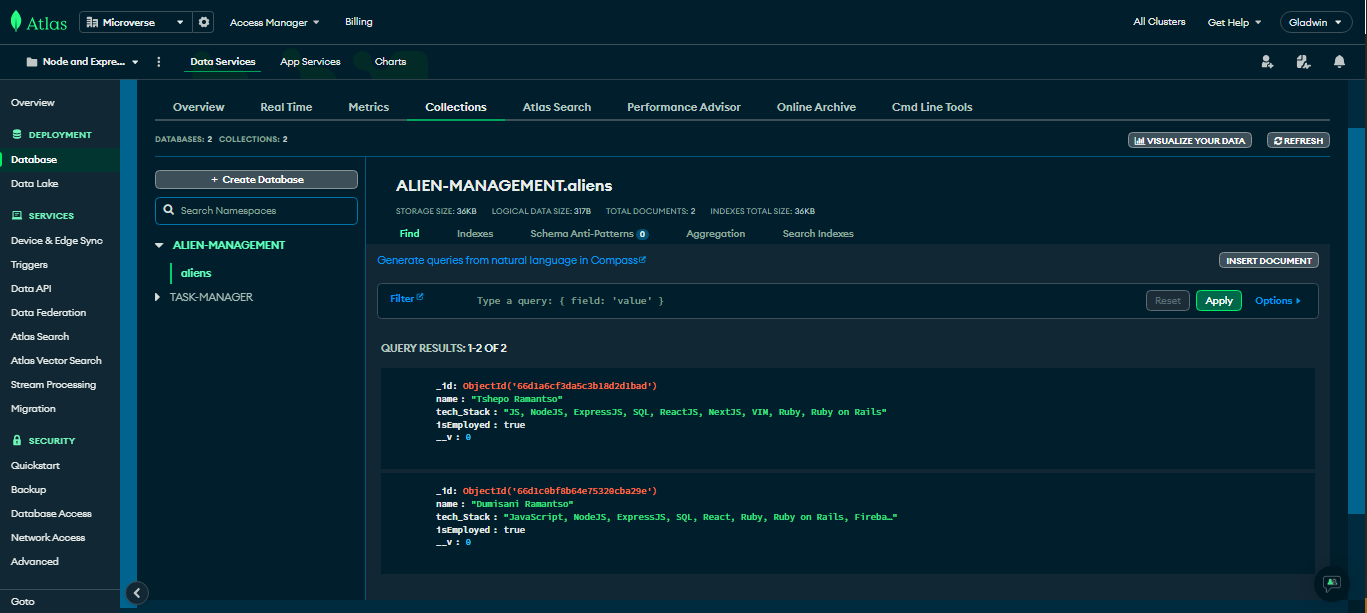 Atlas
Microverse
Access Manager
Billing
All Clusters
Get Help
Gladwin
Node and Expre...
Data Services
App Services
Charts
Overview
DEPLOYMENT
Database
Data Lake
SERVICES
Device & Edge Sync
Triggers
Data API
Data Federation
Atlas Search
Atlas Vector Search
Stream Processing
Migration
SECURITY
Quickstart
Backup
Database Access
Network Access
Advanced
Goto
Overview
Real Time
Metrics
Collections
Atlas Search
Performance Advisor
Online Archive
Cmd Line Tools
DATABASES: 2 COLLECTIONS: 2
VISUALIZE YOUR DATA
REFRESH
+ Create Database
Search Namespaces
ALIEN-MANAGEMENT
aliens
TASK-MANAGER
ALIEN-MANAGEMENT.aliens
STORAGE SIZE: 36KB LOGICAL DATA SIZE: 317B TOTAL DOCUMENTS: 2 INDEXES TOTAL SIZE: 36KB
Find
Indexes
Schema Anti-Patterns 0
Aggregation
Search Indexes
Generate queries from natural language in Compass
INSERT DOCUMENT
Filter
Type a query: { field: 'value' }
Reset
Apply
Options
QUERY RESULTS: 1-2 OF 2
_id: ObjectId('66d1a6cf3da5c3b18d2d1bad')
name: "Tshepo Ramantso"
tech_Stack: "JS, NodeJS, ExpressJS, SQL, ReactJS, NextJS, VIM, Ruby, Ruby on Rails"
isEmployed: true
__v: 0
_id: ObjectId('66d1c0bf8b64e75320cba29e')
name: "Dumisani Ramantso"
tech_Stack: "JavaScript, NodeJS, ExpressJS, SQL, React, Ruby, Ruby on Rails, Fireba…"
isEmployed: true
__v: 0